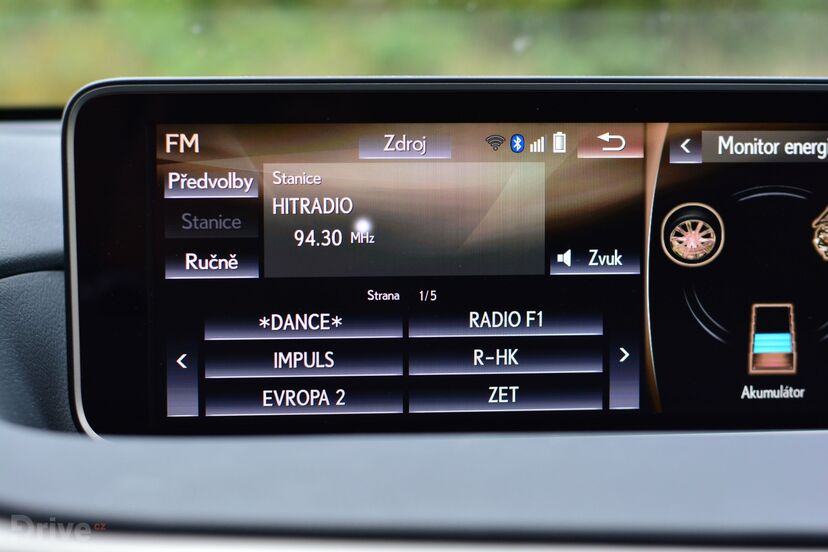 FM
Zdroj
Monitor energi
Předvolby
Stanice
Ručně
Stanice
HITRADIO
94.30 MHz
Zvuk
Strana 1/5
*DANCE*
RADIO F1
IMPULS
R-HK
EVROPA 2
ZET
Akumulátor
Drive.cz